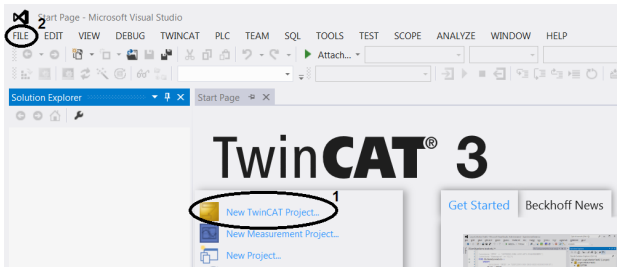 Start Page - Microsoft Visual Studio
2
FILE EDIT VIEW DEBUG TWINCAT PLC TEAM SQL TOOLS TEST SCOPE ANALYZE WINDOW HELP
Attach...
Solution Explorer
Start Page
TwinCAT® 3
1
New TwinCAT Project...
New Measurement Project...
New Project...
Get Started Beckhoff News